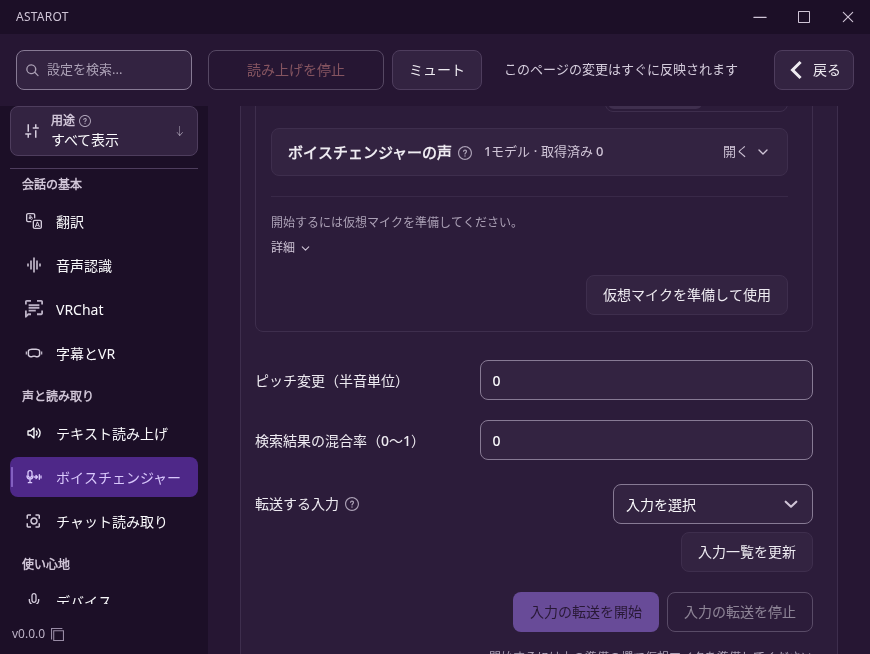 ASTAROT
設定を検索...
読み上げを停止
ミュート
このページの変更はすぐに反映されます
戻る
用途
すべて表示
会話の基本
翻訳
音声認識
VRChat
字幕とVR
声と読み取り
テキスト読み上げ
ボイスチェンジャー
チャット読み取り
使い心地
デバイス
v0.0.0
ボイスチェンジャーの声
1モデル・取得済み 0
開く
開始するには仮想マイクを準備してください。
詳細
仮想マイクを準備して使用
ピッチ変更（半音単位）
0
検索結果の混合率（0〜1）
0
転送する入力
入力を選択
入力一覧を更新
入力の転送を開始
入力の転送を停止